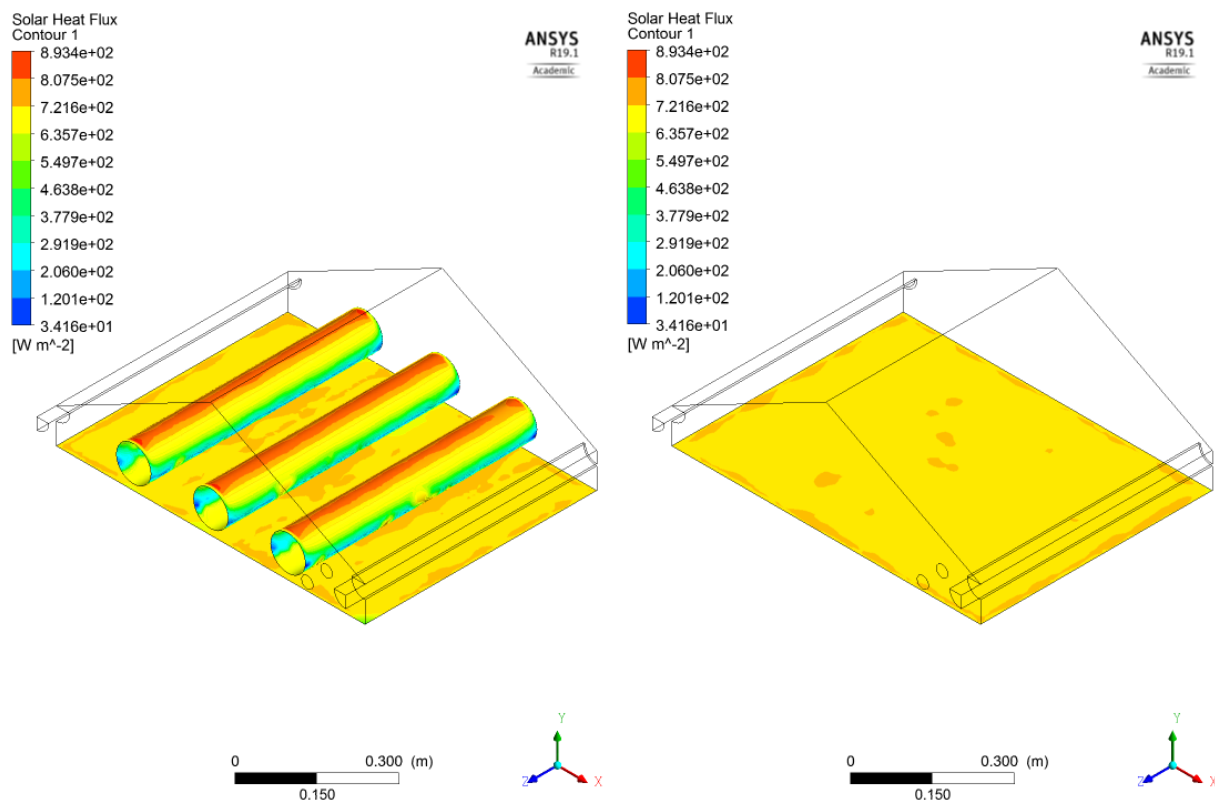 Solar Heat Flux
Contour 1
8.934e+02
8.075e+02
7.216e+02
6.357e+02
5.497e+02
4.638e+02
3.779e+02
2.919e+02
2.060e+02
1.201e+02
3.416e+01
[W m^-2]
ANSYS
R19.1
Academic
0 0.300 (m)
0.150
Y
Z X
Solar Heat Flux
Contour 1
8.934e+02
8.075e+02
7.216e+02
6.357e+02
5.497e+02
4.638e+02
3.779e+02
2.919e+02
2.060e+02
1.201e+02
3.416e+01
[W m^-2]
ANSYS
R19.1
Academic
0 0.300 (m)
0.150
Y
Z X